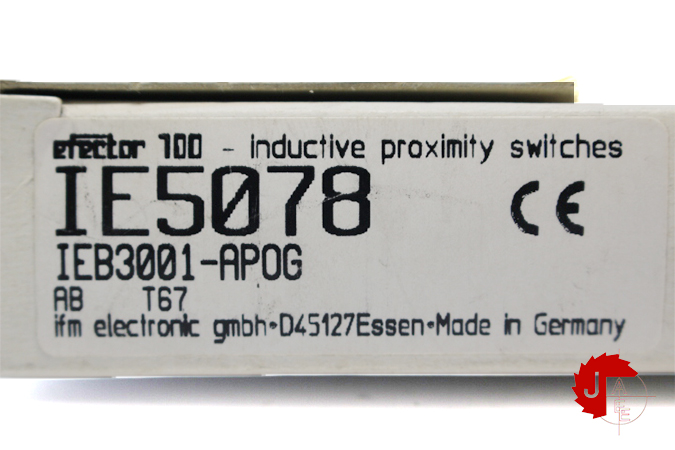 efector 100 - inductive proximity switches
IE5078
CE
IEB3001-APOG
AB T67
ifm electronic gmbh•D45127Essen•Made in Germany
J